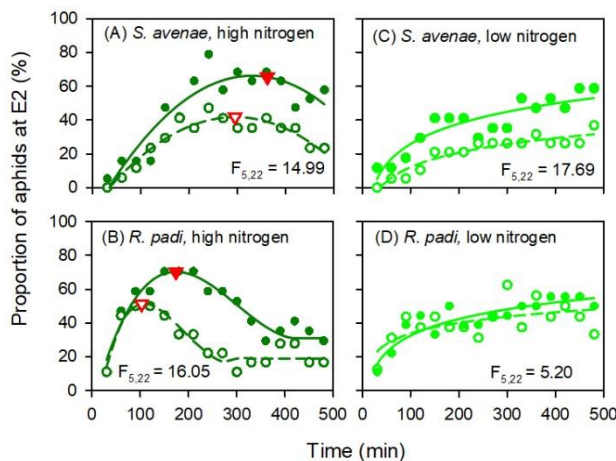 (A) S. avenae, high nitrogen
(C) S. avenae, low nitrogen
100
80
60
40
20
0
F5,22 = 14.99
F5,22 = 17.69
(B) R. padi, high nitrogen
(D) R. padi, low nitrogen
100
80
60
40
20
0
F5,22 = 16.05
F5,22 = 5.20
0 100 200 300 400 500
0 100 200 300 400 500
Proportion of aphids at E2 (%)
Time (min)